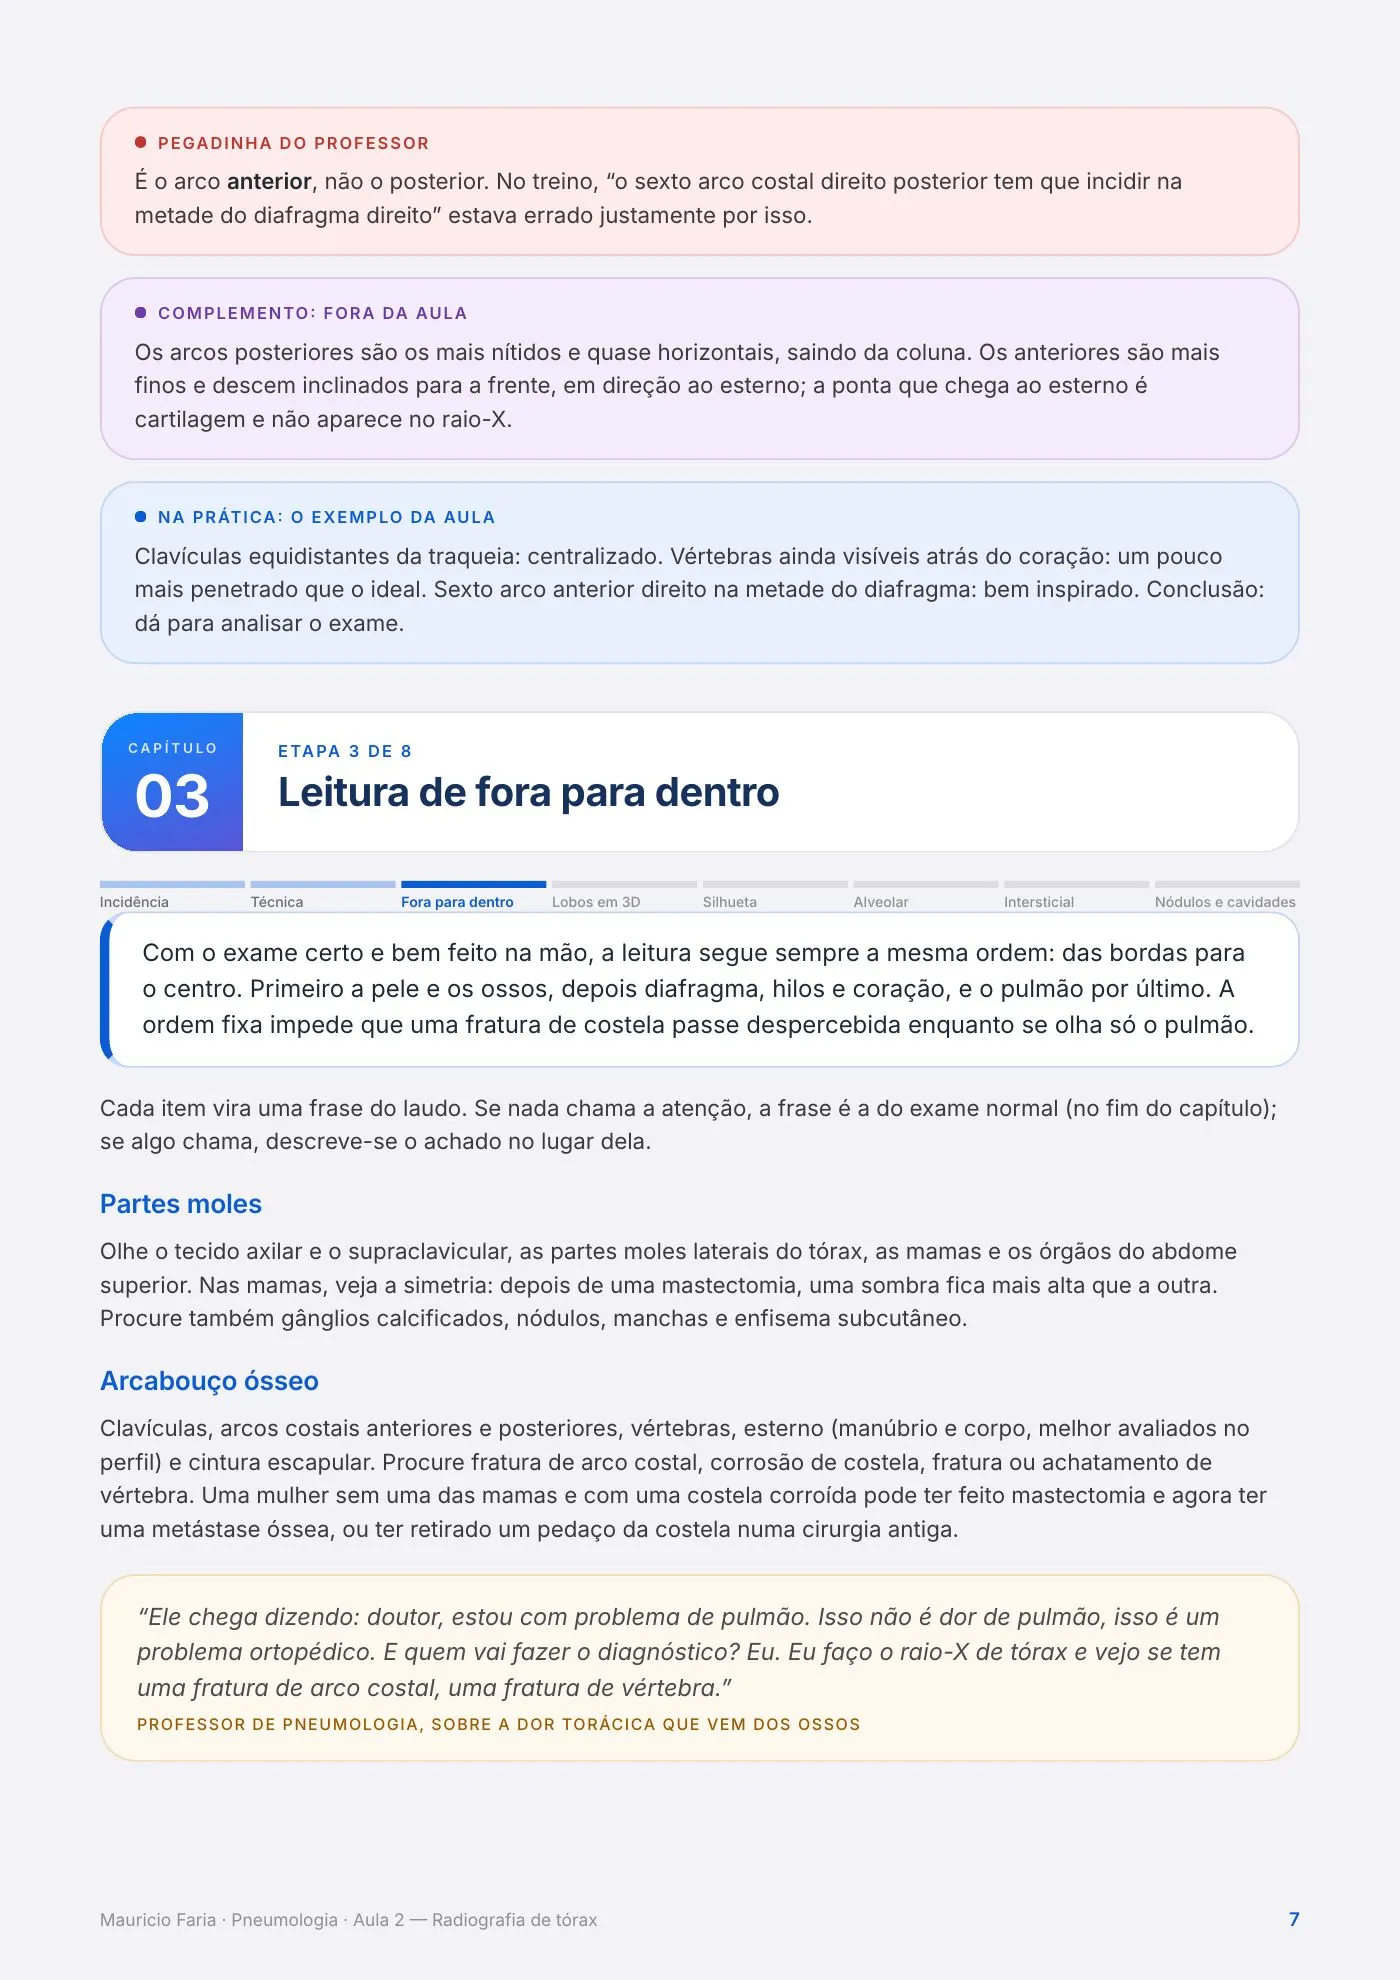 PEGADINHA DO PROFESSOR
É o arco anterior, não o posterior. No treino, “o sexto arco costal direito posterior tem que incidir na
metade do diafragma direito” estava errado justamente por isso.
COMPLEMENTO: FORA DA AULA
Os arcos posteriores são os mais nítidos e quase horizontais, saindo da coluna. Os anteriores são mais
finos e descem inclinados para a frente, em direção ao esterno; a ponta que chega ao esterno é
cartilagem e não aparece no raio-X.
NA PRÁTICA: O EXEMPLO DA AULA
Clavículas equidistantes da traqueia: centralizado. Vértebras ainda visíveis atrás do coração: um pouco
mais penetrado que o ideal. Sexto arco anterior direito na metade do diafragma: bem inspirado. Conclusão:
dá para analisar o exame.
CAPÍTULO
03
ETAPA 3 DE 8
Leitura de fora para dentro
Incidência Técnica Fora para dentro Lobos em 3D Silhueta Alveolar Intersticial Nódulos e cavidades
Com o exame certo e bem feito na mão, a leitura segue sempre a mesma ordem: das bordas para
o centro. Primeiro a pele e os ossos, depois diafragma, hilos e coração, e o pulmão por último. A
ordem fixa impede que uma fratura de costela passe despercebida enquanto se olha só o pulmão.
Cada item vira uma frase do laudo. Se nada chama a atenção, a frase é a do exame normal (no fim do capítulo);
se algo chama, descreve-se o achado no lugar dela.
Partes moles
Olhe o tecido axilar e o supraclavicular, as partes moles laterais do tórax, as mamas e os órgãos do abdome
superior. Nas mamas, veja a simetria: depois de uma mastectomia, uma sombra fica mais alta que a outra.
Procure também gânglios calcificados, nódulos, manchas e enfisema subcutâneo.
Arcabouço ósseo
Clavículas, arcos costais anteriores e posteriores, vértebras, esterno (manúbrio e corpo, melhor avaliados no
perfil) e cintura escapular. Procure fratura de arco costal, corrosão de costela, fratura ou achatamento de
vértebra. Uma mulher sem uma das mamas e com uma costela corroída pode ter feito mastectomia e agora ter
uma metástase óssea, ou ter retirado um pedaço da costela numa cirurgia antiga.
“Ele chega dizendo: doutor, estou com problema de pulmão. Isso não é dor de pulmão, isso é um
problema ortopédico. E quem vai fazer o diagnóstico? Eu. Eu faço o raio-X de tórax e vejo se tem
uma fratura de arco costal, uma fratura de vértebra.”
PROFESSOR DE PNEUMOLOGIA, SOBRE A DOR TORÁCICA QUE VEM DOS OSSOS
Mauricio Faria · Pneumologia · Aula 2 — Radiografia de tórax 7